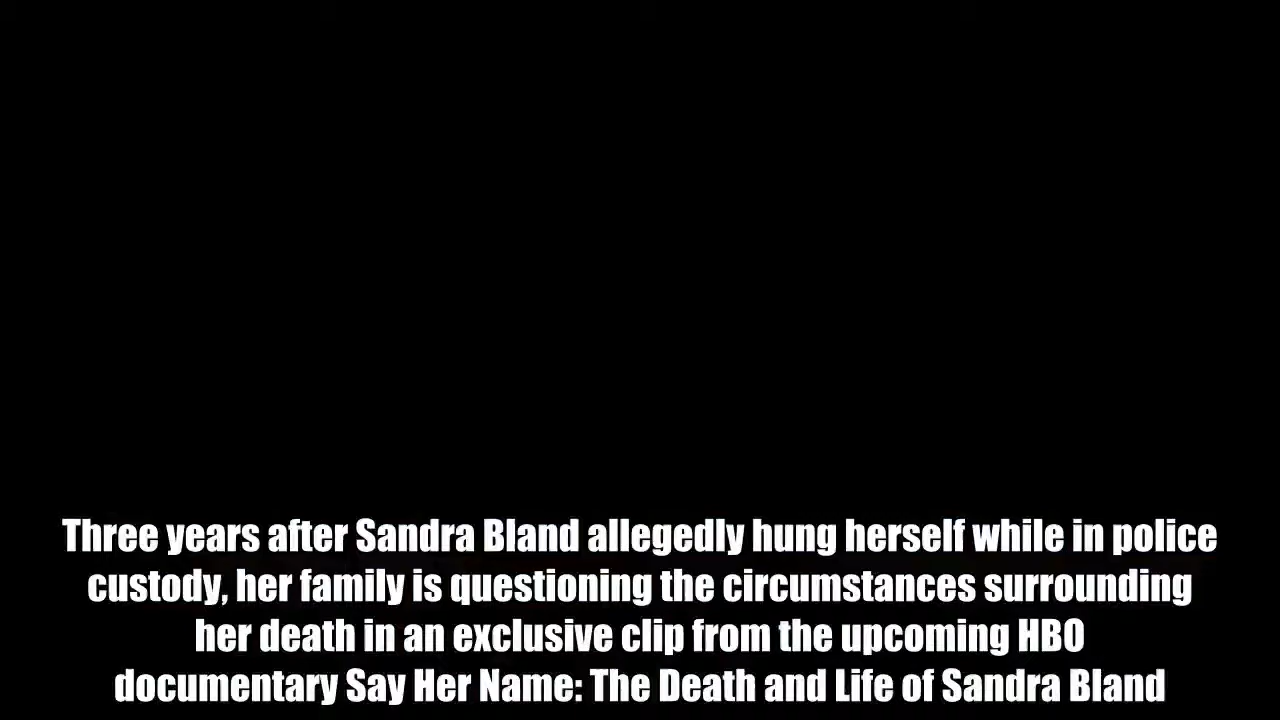 Three years after Sandra Bland allegedly hung herself while in police
custody, her family is questioning the circumstances surrounding
her death in an exclusive clip from the upcoming HBO
documentary Say Her Name: The Death and Life of Sandra Bland